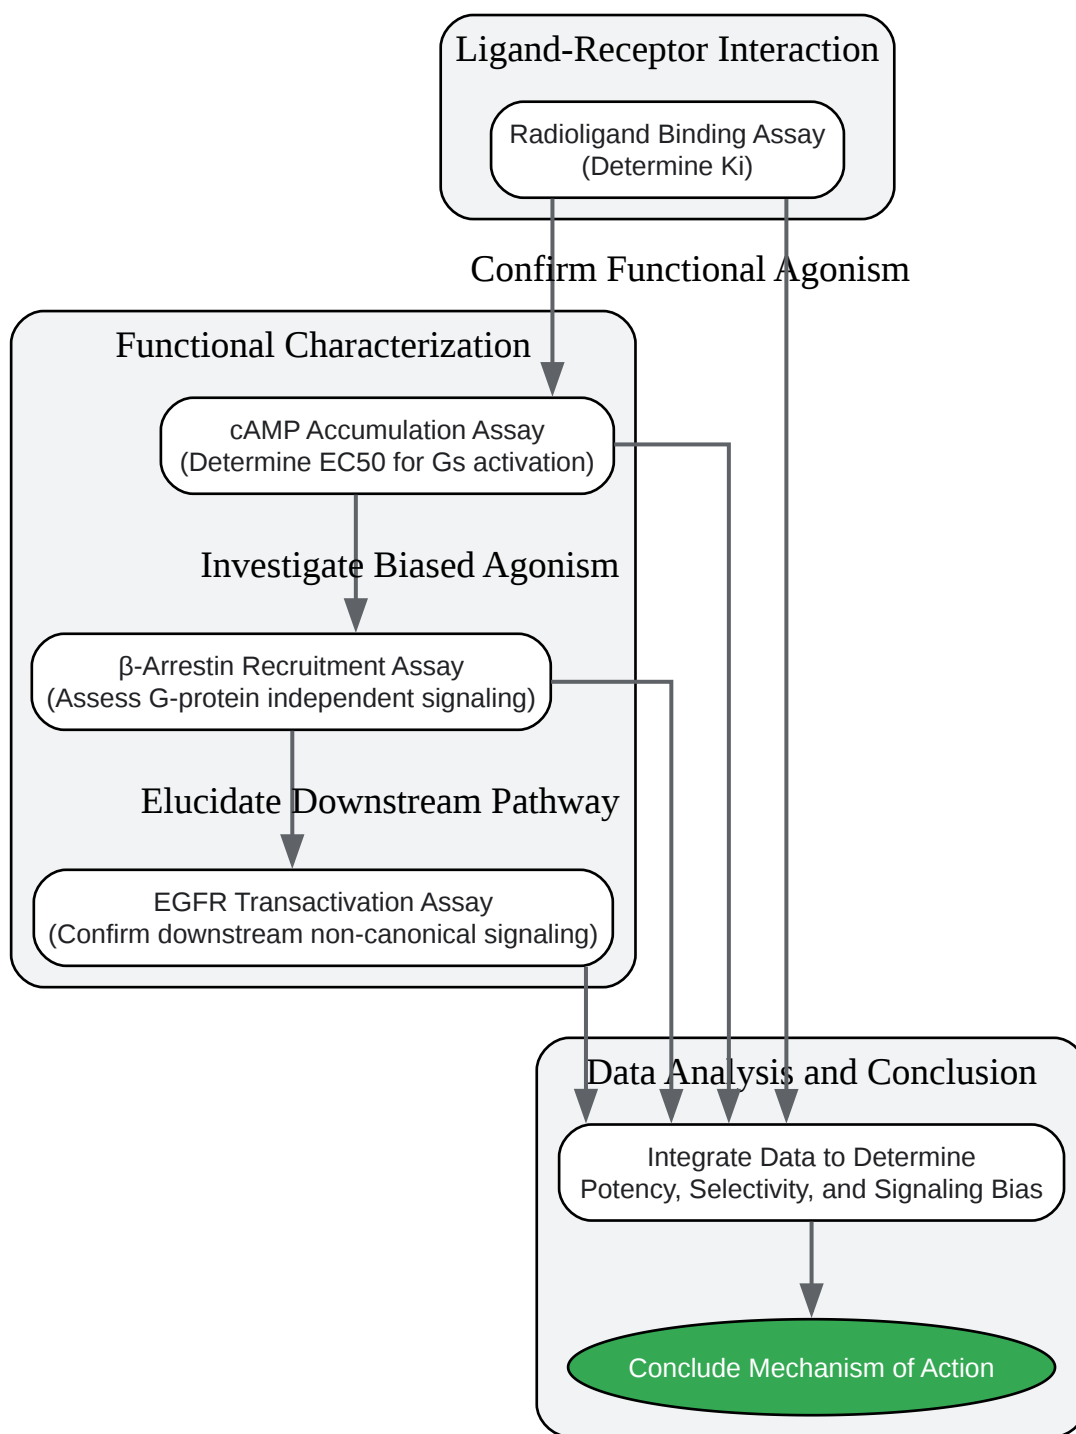 Ligand-Receptor Interaction
Radioligand Binding Assay
(Determine Ki)
Confirm Functional Agonism
Functional Characterization
cAMP Accumulation Assay
(Determine EC50 for Gs activation)
Investigate Biased Agonism
β-Arrestin Recruitment Assay
(Assess G-protein independent signaling)
Elucidate Downstream Pathway
EGFR Transactivation Assay
(Confirm downstream non-canonical signaling)
Data Analysis and Conclusion
Integrate Data to Determine
Potency, Selectivity, and Signaling Bias
Conclude Mechanism of Action